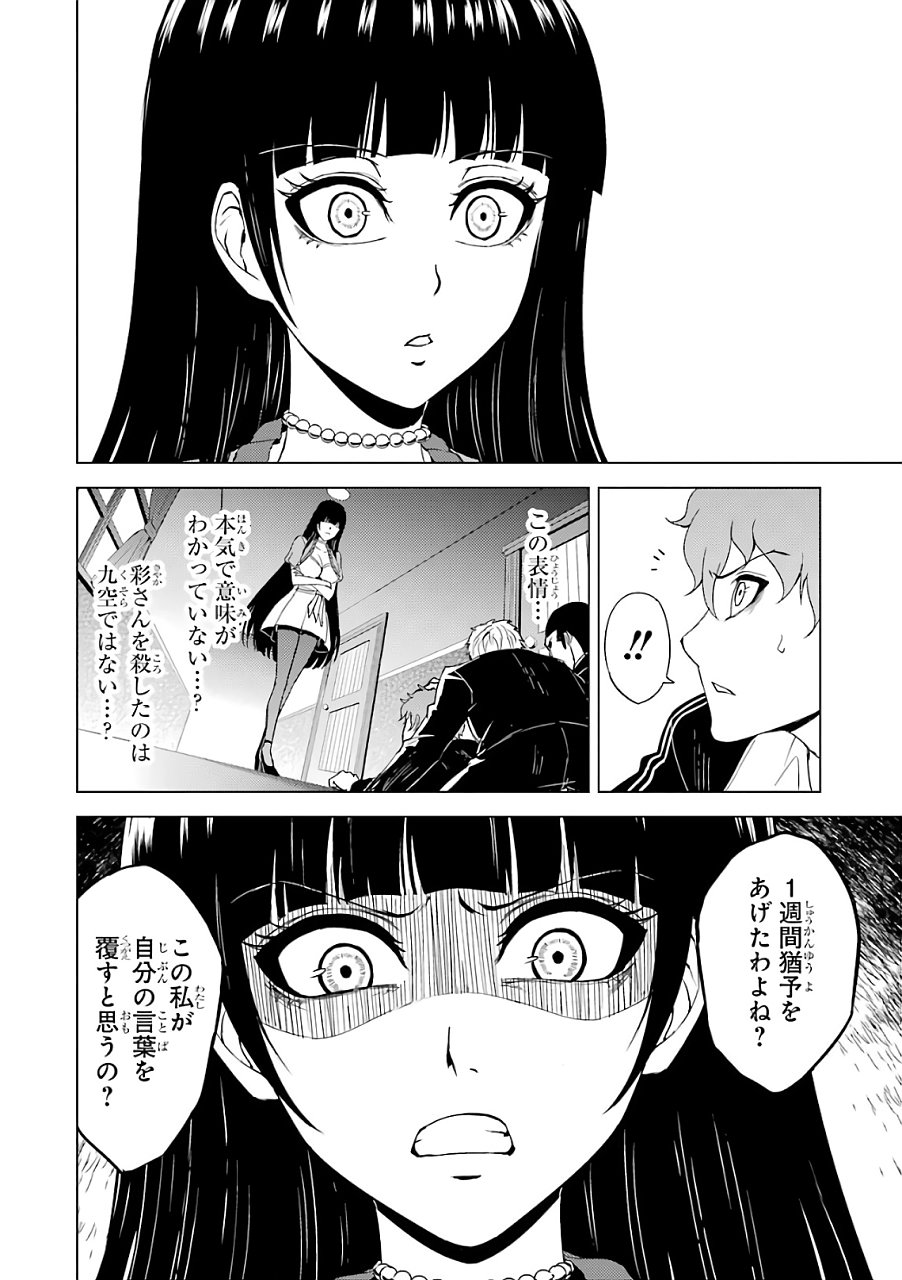 !!
この表情…
本気で意味が
わかっていない…?
彩さんを殺したのは
九空ではない…?
1週間猶予を
あげたわよね?
この私が
自分の言葉を
覆すと思うの?